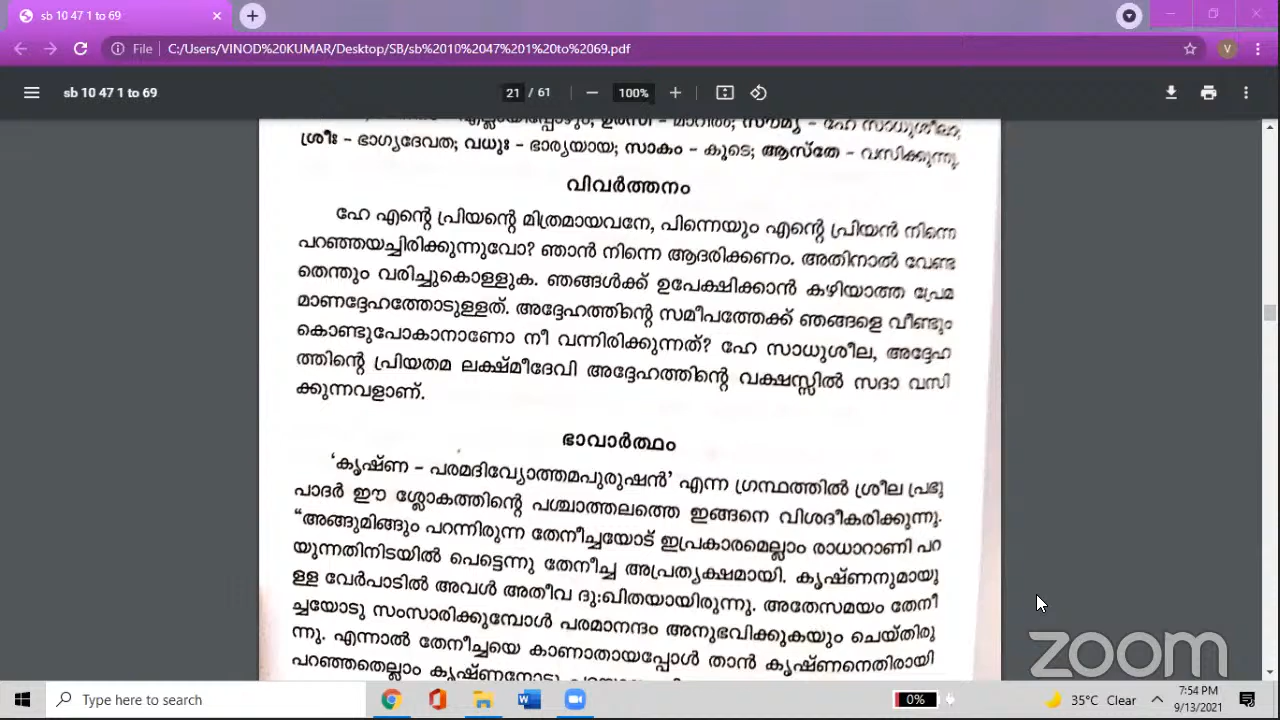 sb 10 47 1 to 69
File C:/Users/VINOD%20KUMAR/Desktop/SB/sb%2010%2047%201%20to%2069.pdf V
sb 10 47 1 to 69 21 / 61 100%
എല്ലായിപ്പോഴും; ഉരസി – മാറിൽ; സൗമ്യ – ഹേ സാധുശീലാ;
ശ്രീഃ – ഭാഗ്യദേവത; വധുഃ – ഭാര്യയായ; സാകം – കൂടെ; ആസ്തേ – വസിക്കുന്നു.
വിവർത്തനം
ഹേ എന്റെ പ്രിയന്റെ മിത്രമായവനേ, പിന്നെയും എന്റെ പ്രിയൻ നിന്നെ
പറഞ്ഞയച്ചിരിക്കുന്നുവോ? ഞാൻ നിന്നെ ആദരിക്കണം. അതിനാൽ വേണ്ട
തെന്തും വരിച്ചുകൊള്ളുക. ഞങ്ങൾക്ക് ഉപേക്ഷിക്കാൻ കഴിയാത്ത പ്രേമ
മാണദ്ദേഹത്തോടുള്ളത്. അദ്ദേഹത്തിന്റെ സമീപത്തേക്ക് ഞങ്ങളെ വീണ്ടും
കൊണ്ടുപോകാനാണോ നീ വന്നിരിക്കുന്നത്? ഹേ സാധുശീല, അദ്ദേഹ
ത്തിന്റെ പ്രിയതമ ലക്ഷ്മീദേവി അദ്ദേഹത്തിന്റെ വക്ഷസ്സിൽ സദാ വസി
ക്കുന്നവളാണ്.
ഭാവാർത്ഥം
‘കൃഷ്ണ – പരമദിവ്യോത്തമപുരുഷൻ’ എന്ന ഗ്രന്ഥത്തിൽ ശ്രീല പ്രഭു
പാദർ ഈ ശ്ലോകത്തിന്റെ പശ്ചാത്തലത്തെ ഇങ്ങനെ വിശദീകരിക്കുന്നു.
“അങ്ങുമിങ്ങും പറന്നിരുന്ന തേനീച്ചയോട് ഇപ്രകാരമെല്ലാം രാധാറാണി പറ
യുന്നതിനിടയിൽ പെട്ടെന്നു തേനീച്ച അപ്രത്യക്ഷമായി. കൃഷ്ണനുമായു
ള്ള വേർപാടിൽ അവൾ അതീവ ദുഃഖിതയായിരുന്നു. അതേസമയം തേനീ
ച്ചയോടു സംസാരിക്കുമ്പോൾ പരമാനന്ദം അനുഭവിക്കുകയും ചെയ്തിരു
ന്നു. എന്നാൽ തേനീച്ചയെ കാണാതായപ്പോൾ താൻ കൃഷ്ണനെതിരായി
പറഞ്ഞതെല്ലാം കൃഷ്ണനോടു
zoom
Type here to search 0% 35°C Clear 7:54 PM
9/13/2021